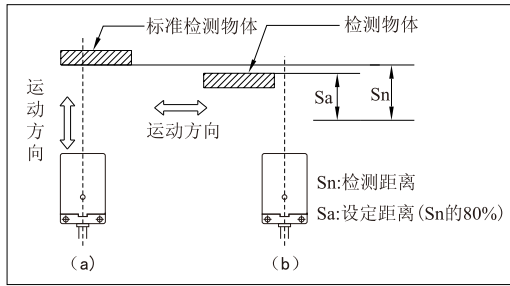 标准检测物体
检测物体
运动方向
运动方向
Sa
Sn
Sn:检测距离
Sa:设定距离(Sn的80%)
(a)
(b)